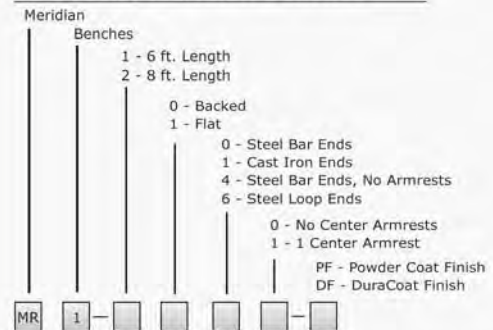 Meridian
Benches
1 - 6 ft. Length
2 - 8 ft. Length
0 - Backed
1 - Flat
0 - Steel Bar Ends
1 - Cast Iron Ends
4 - Steel Bar Ends, No Armrests
6 - Steel Loop Ends
0 - No Center Armrests
1 - 1 Center Armrest
PF - Powder Coat Finish
DF - DuraCoat Finish
MR 1 - -